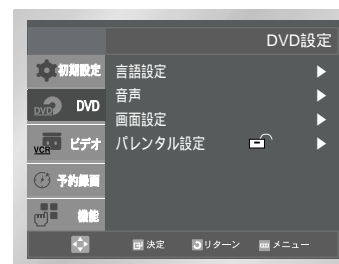 DVD設定
初期設定
言語設定
音声
DVD DVD
画面設定
VCR ビデオ
パレンタル設定
予約録画
機能
決定 リターン メニュー